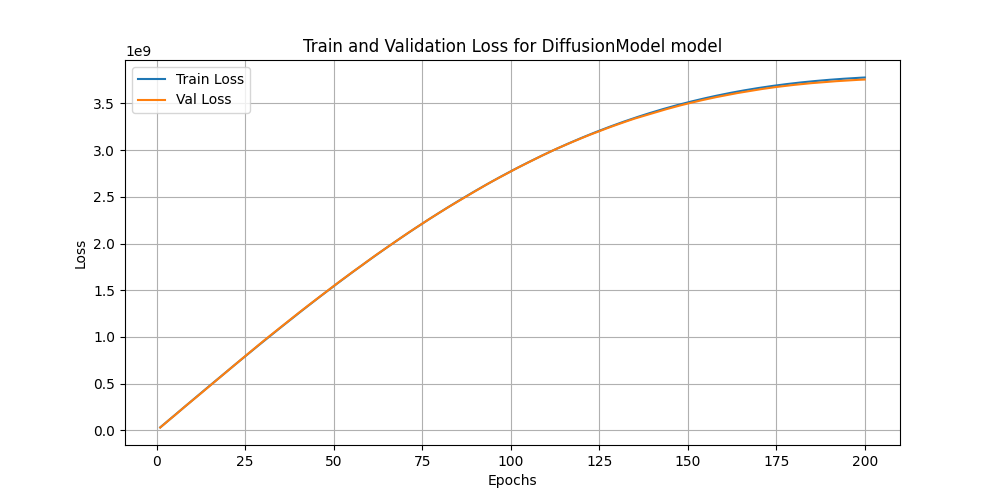 Train and Validation Loss for DiffusionModel model
1e9
Train Loss
Val Loss
3.5
3.0
2.5
2.0
1.5
1.0
0.5
0.0
Loss
0 25 50 75 100 125 150 175 200
Epochs